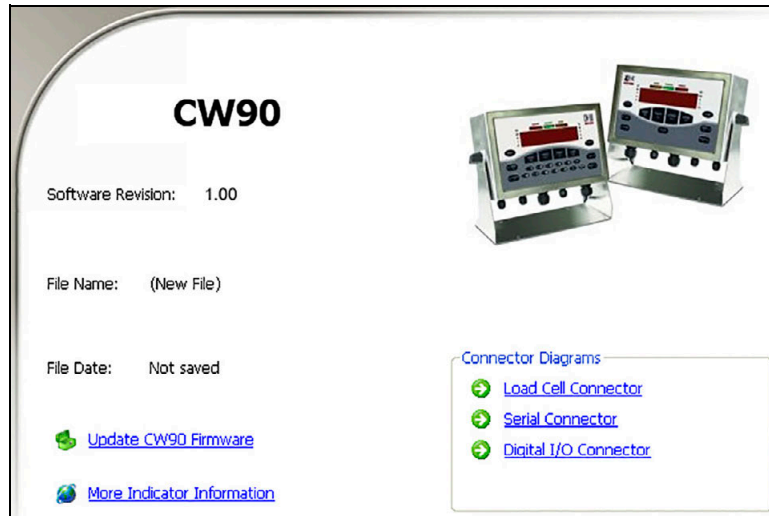 CW90
Software Revision: 1.00
File Name: (New File)
File Date: Not saved
Update CW90 Firmware
More Indicator Information
Connector Diagrams
Load Cell Connector
Serial Connector
Digital I/O Connector